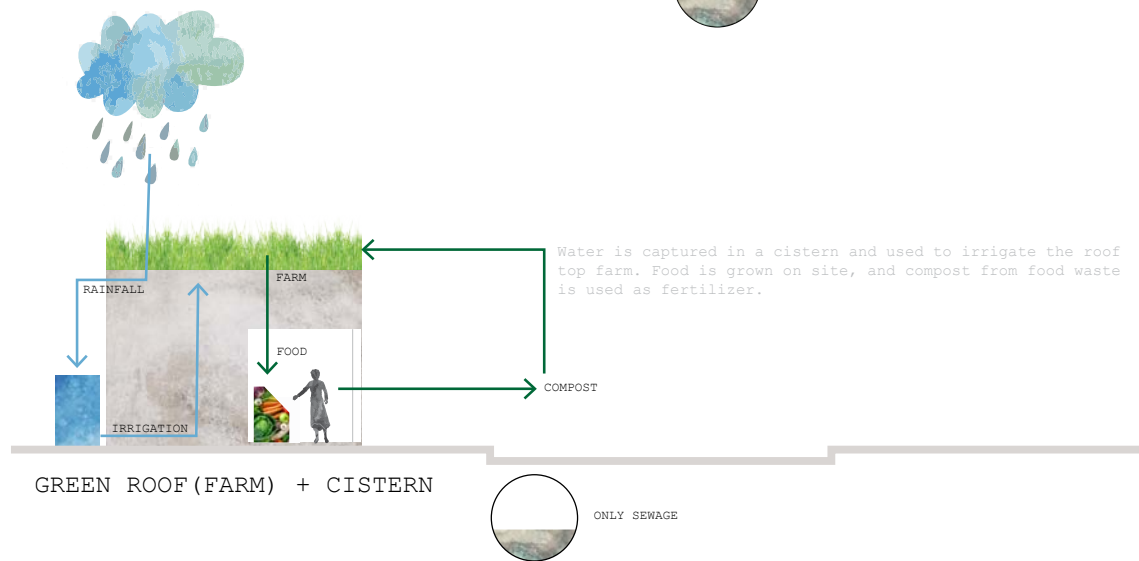 Water is captured in a cistern and used to irrigate the roof
top farm. Food is grown on site, and compost from food waste
is used as fertilizer.
FARM
RAINFALL
FOOD
COMPOST
IRRIGATION
GREEN ROOF(FARM) + CISTERN
ONLY SEWAGE